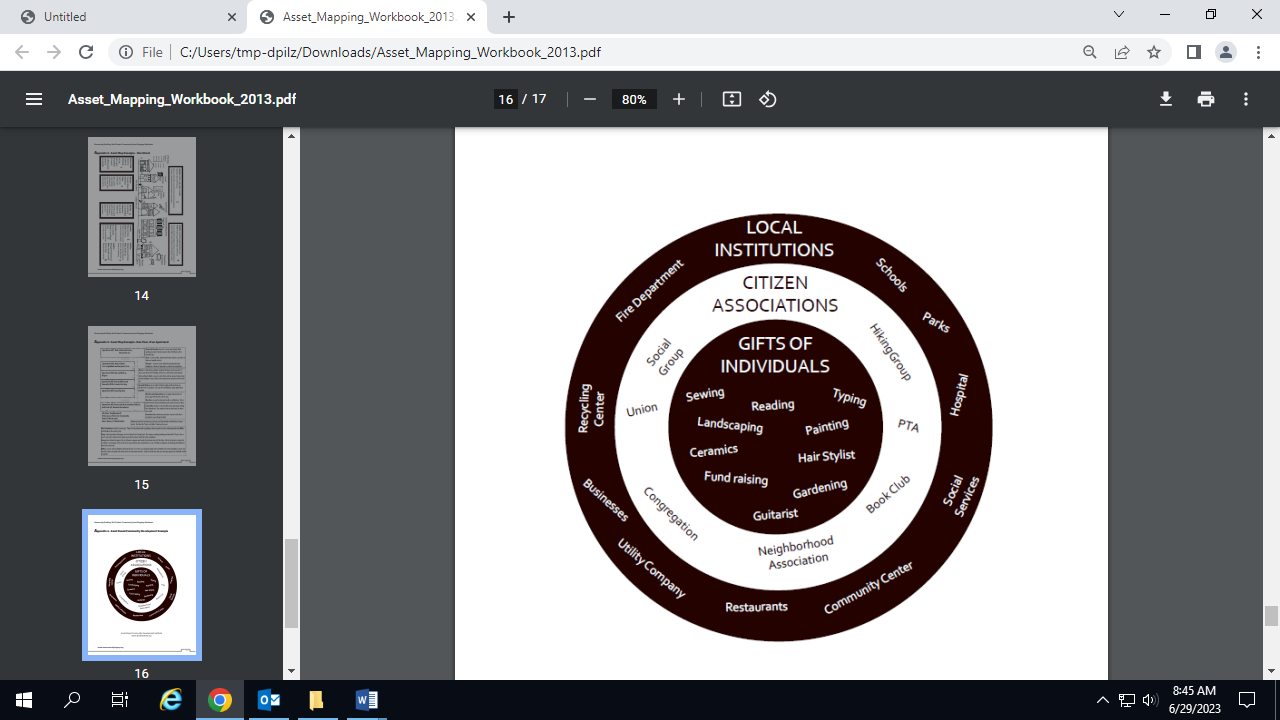 Untitled
Asset_Mapping_Workbook_2013.
File
C:/Users/tmp-dpilz/Downloads/Asset_Mapping_Workbook_2013.pdf
Asset_Mapping_Workbook_2013.pdf
16 / 17
80%
14
15
16
LOCAL
INSTITUTIONS
Fire Department
Schools
Parks
Hospital
Social
Services
Community Center
Restaurants
Utility Company
Businesses
Recycling
Center
CITIZEN
ASSOCIATIONS
Social
Group
Hiking Group
PTA
Book Club
Neighborhood
Association
Congregation
Union
GIFTS OF
INDIVIDUALS
Sewing
Reading
Typing
Landscaping
Painting
Ceramics
Hair Stylist
Fund raising
Gardening
Guitarist
8:45 AM
6/29/2023